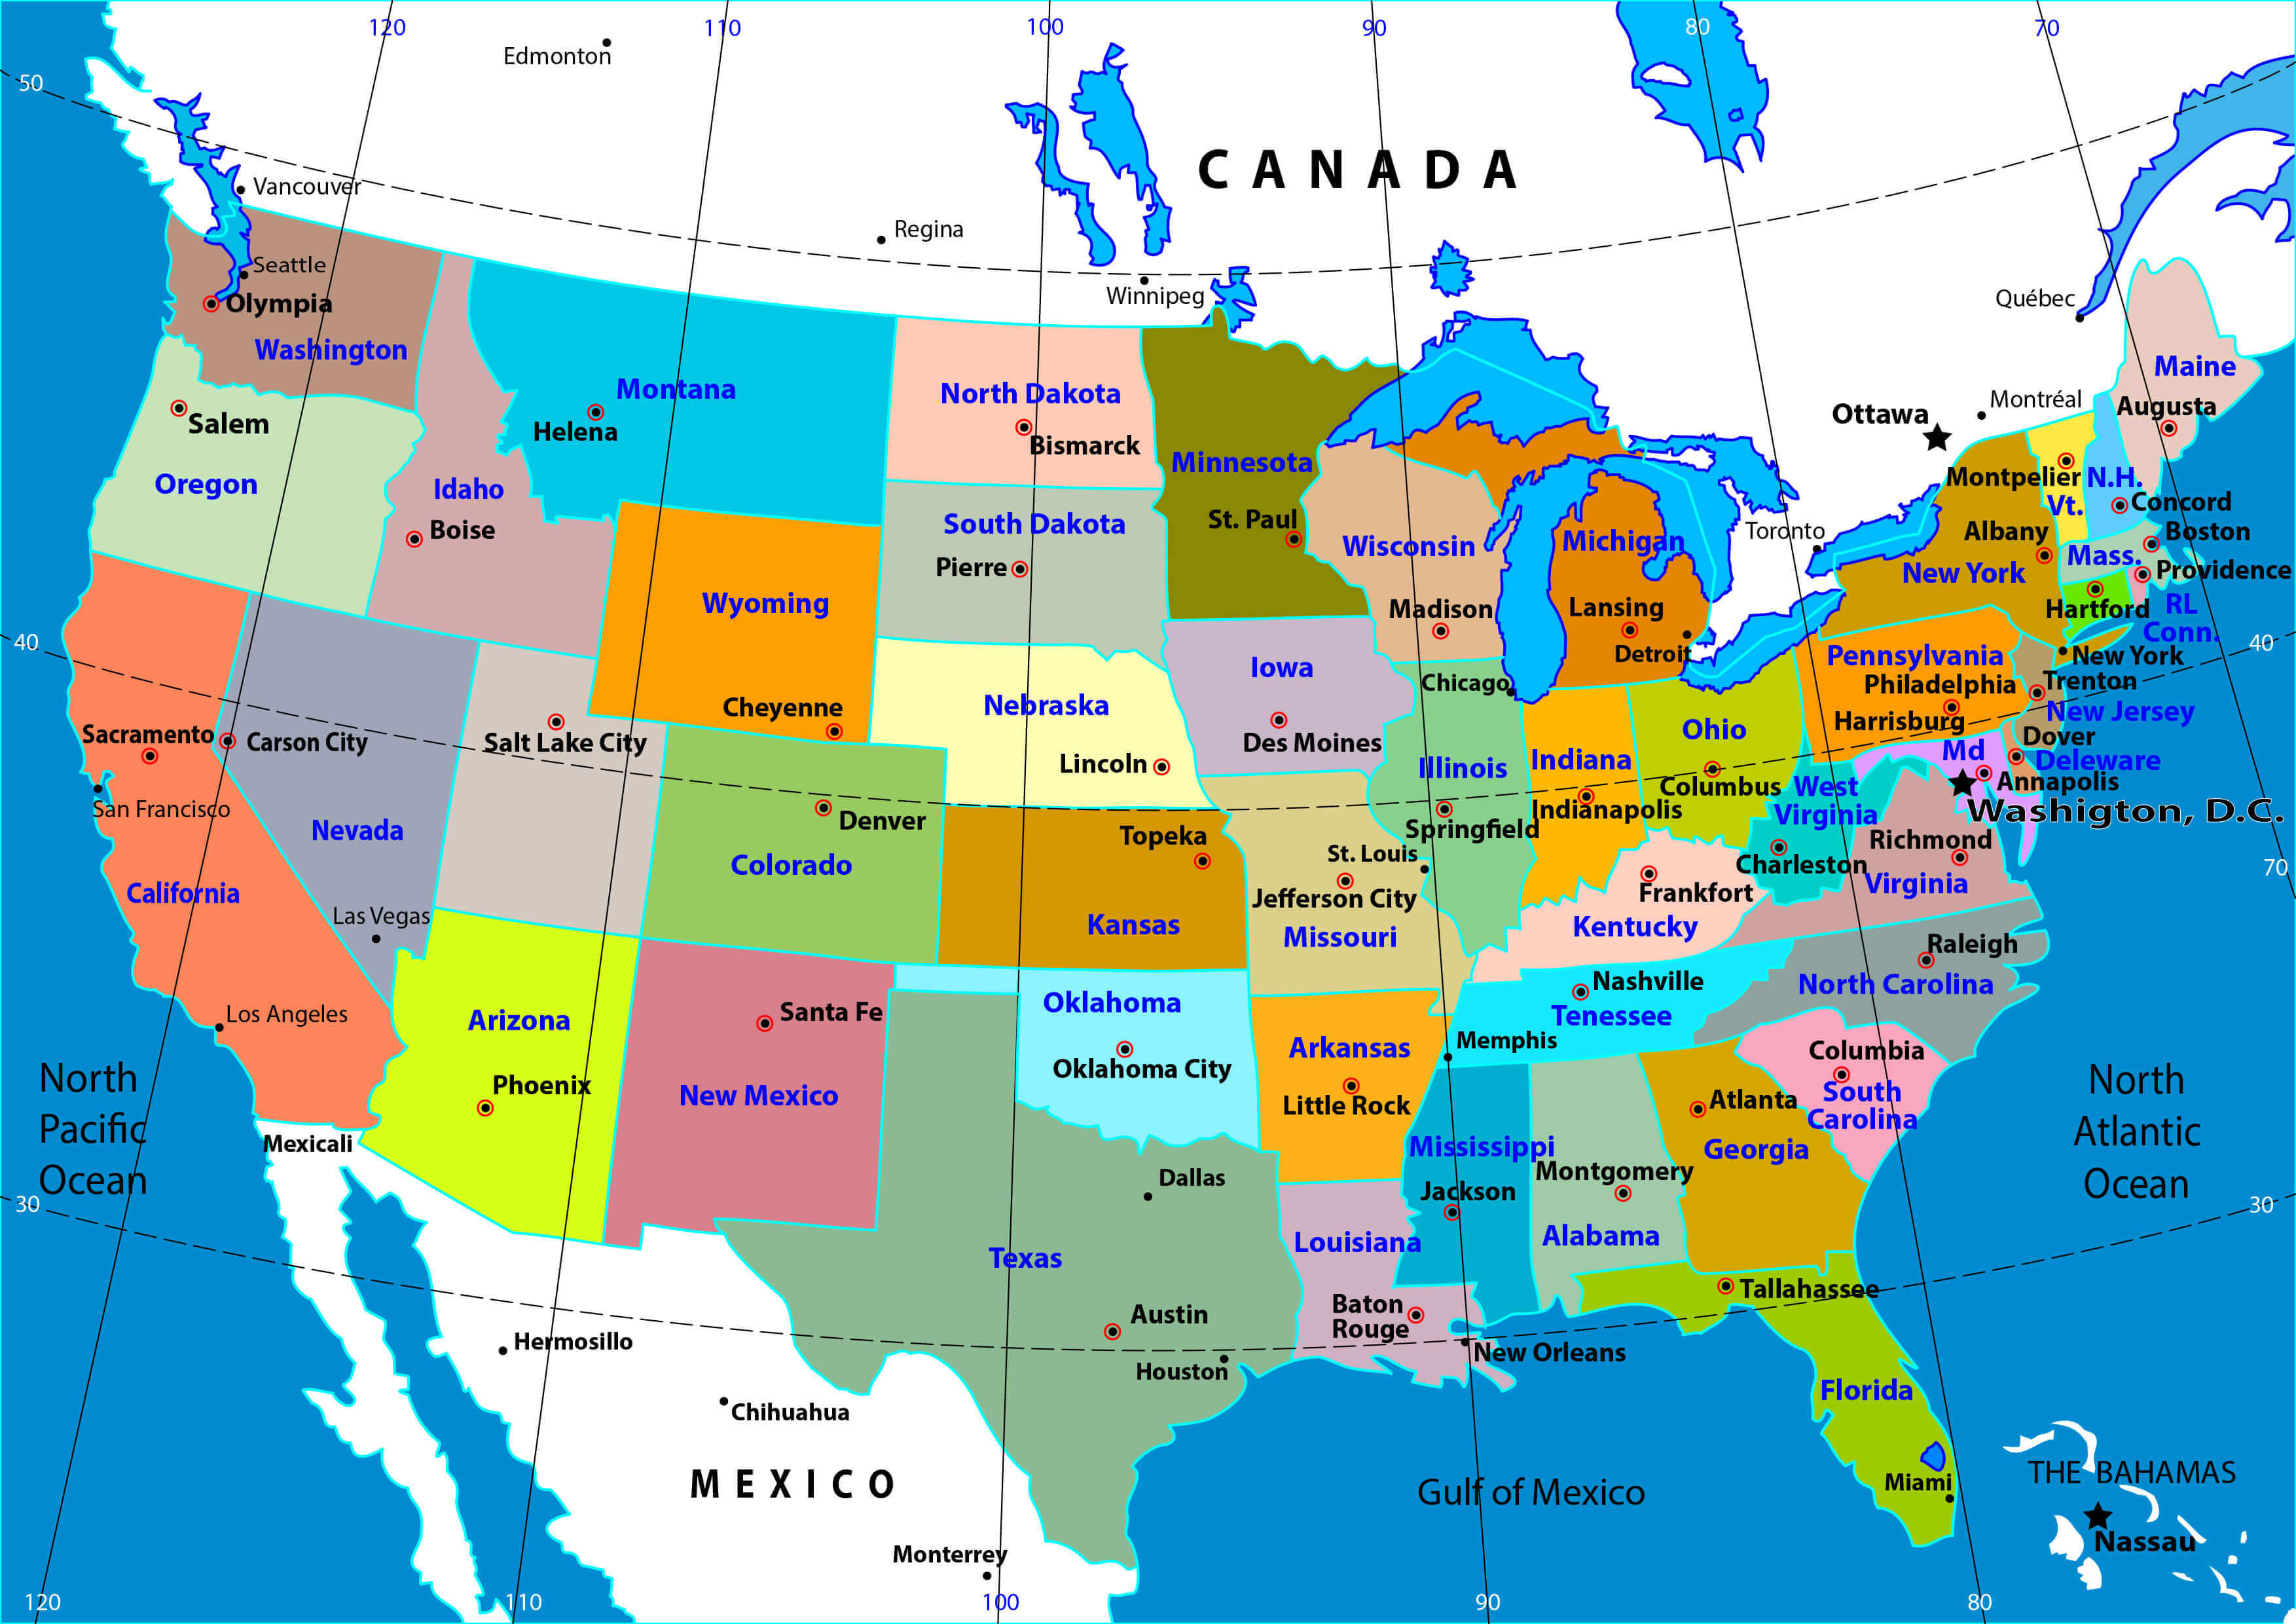 120
110
100
90
80
70
Edmonton
50
CANADA
Vancouver
Regina
Seattle
Winnipeg
Québec
Olympia
Washington
Montana
North Dakota
Maine
Montréal
Augusta
Ottawa
Salem
Helena
Bismarck
Minnesota
Oregon
Idaho
Montpelier
N.H.
Vt.
Concord
Boise
South Dakota
St. Paul
Toronto
Albany
Boston
Wisconsin
Michigan
Mass.
Pierre
New York
Providence
Wyoming
Madison
Lansing
Hartford
RL
Conn.
40
40
Detroit
Pennsylvania
New York
Iowa
Chicago
Philadelphia
Trenton
Nebraska
Cheyenne
New Jersey
Harrisburg
Ohio
Sacramento
Carson City
Salt Lake City
Des Moines
Dover
Md
Deleware
Lincoln
Illinois
Indiana
Columbus
West
Virginia
Annapolis
San Francisco
Washigton, D.C.
Denver
Springfield
Indianapolis
Nevada
Topeka
Richmond
Colorado
St. Louis
Charleston
70
California
Jefferson City
Frankfort
Virginia
Las Vegas
Kansas
Missouri
Kentucky
Raleigh
Nashville
North Carolina
Los Angeles
Arizona
Santa Fe
Oklahoma
Tenessee
Arkansas
Memphis
Columbia
Oklahoma City
North
Pacific
Ocean
Phoenix
New Mexico
Little Rock
Atlanta
South
Carolina
North
Atlantic
Ocean
Mexicali
Mississippi
Georgia
Dallas
Montgomery
Jackson
30
30
Louisiana
Alabama
Texas
Tallahassee
Baton
Rouge
Austin
Hermosillo
New Orleans
Houston
Florida
Chihuahua
MEXICO
Gulf of Mexico
Miami
THE BAHAMAS
Nassau
Monterrey
120
110
100
90
80